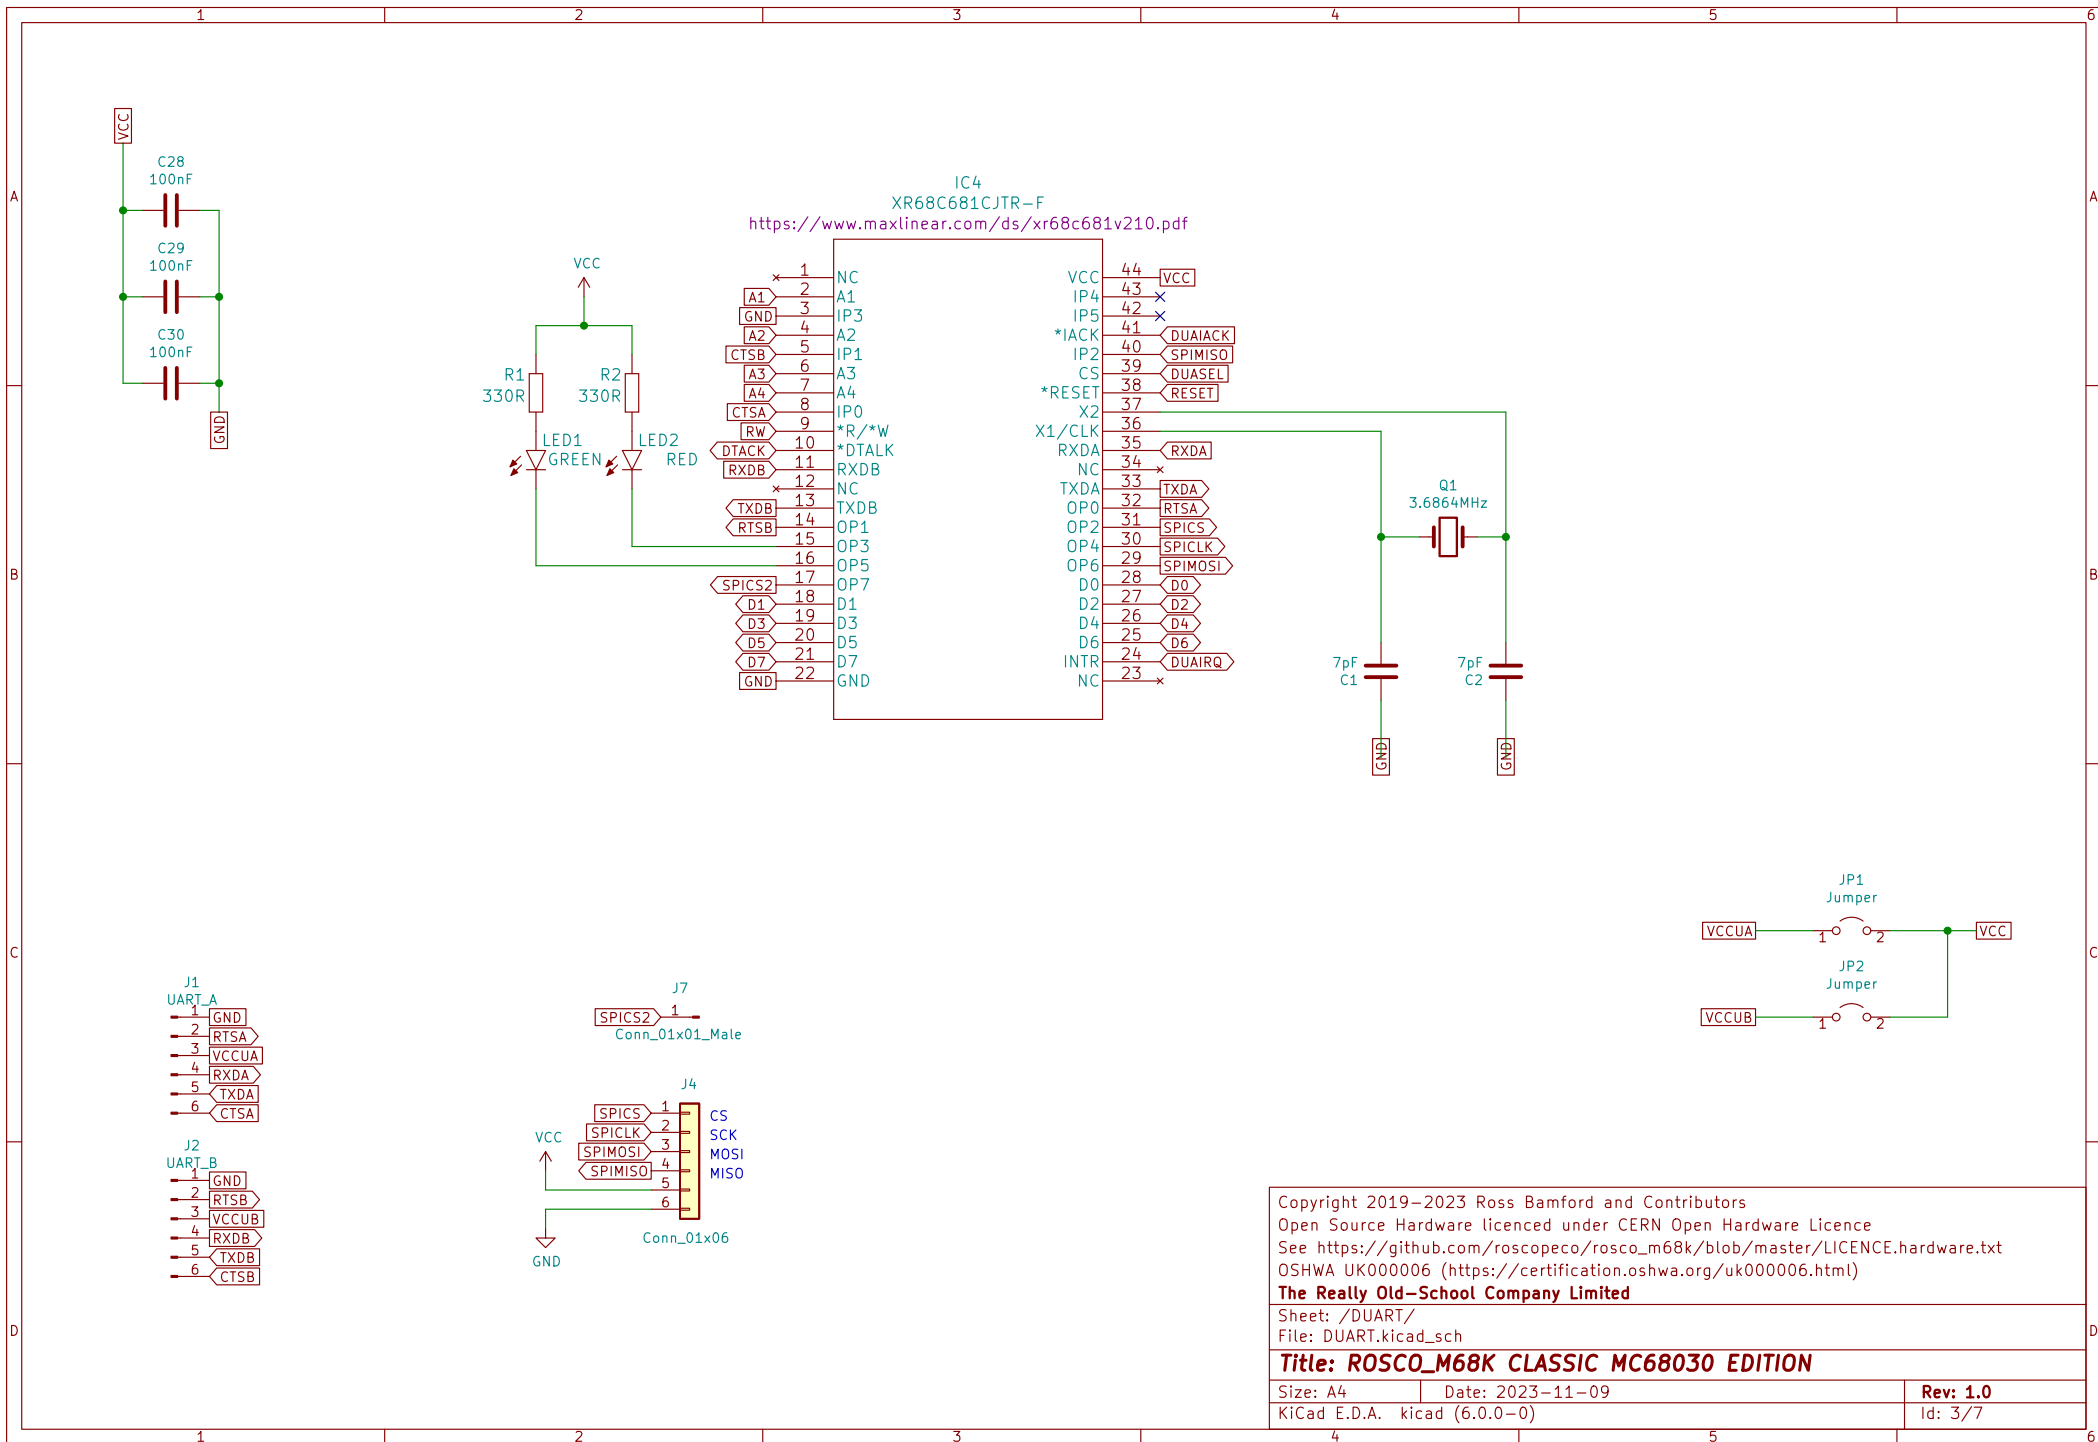 1 2 3 4 5 6
A A
B B
C C
D D
VCC
C28
100nF
C29
100nF
C30
100nF
GND
VCC
R1
330R
R2
330R
LED1
GREEN
LED2
RED
IC4
XR68C681CJTR-F
https://www.maxlinear.com/ds/xr68c681v210.pdf
1 NC
A1 2 A1
GND 3 IP3
A2 4 A2
CTSB 5 IP1
A3 6 A3
A4 7 A4
CTSA 8 IP0
RW 9 *R/*W
DTACK 10 *DTALK
RXDB 11 RXDB
12 NC
TXDB 13 TXDB
RTSB 14 OP1
15 OP3
16 OP5
SPICS2 17 OP7
D1 18 D1
D3 19 D3
D5 20 D5
D7 21 D7
GND 22 GND
VCC 44 VCC
IP4 43
IP5 42
*IACK 41 DUAIACK
IP2 40 SPIMISO
CS 39 DUASEL
*RESET 38 RESET
X2 37
X1/CLK 36
RXDA 35 RXDA
NC 34
TXDA 33 TXDA
OP0 32 RTSA
OP2 31 SPICS
OP4 30 SPICLK
OP6 29 SPIMOSI
D0 28 D0
D2 27 D2
D4 26 D4
D6 25 D6
INTR 24 DUAIRQ
NC 23
Q1
3.6864MHz
7pF
C1
7pF
C2
GND
GND
JP1
Jumper
VCCUA 1 2 VCC
JP2
Jumper
VCCUB 1 2
J1
UART_A
1 GND
2 RTSA
3 VCCUA
4 RXDA
5 TXDA
6 CTSA
J2
UART_B
1 GND
2 RTSB
3 VCCUB
4 RXDB
5 TXDB
6 CTSB
J7
SPICS2 1
Conn_01x01_Male
J4
SPICS 1 CS
SPICLK 2 SCK
SPIMOSI 3 MOSI
SPIMISO 4 MISO
VCC 5
6
GND
Conn_01x06
Copyright 2019-2023 Ross Bamford and Contributors
Open Source Hardware licenced under CERN Open Hardware Licence
See https://github.com/roscopeco/rosco_m68k/blob/master/LICENCE.hardware.txt
OSHWA UK000006 (https://certification.oshwa.org/uk000006.html)
The Really Old-School Company Limited
Sheet: /DUART/
File: DUART.kicad_sch
Title: ROSCO_M68K CLASSIC MC68030 EDITION
Size: A4 Date: 2023-11-09 Rev: 1.0
KiCad E.D.A. kicad (6.0.0-0) Id: 3/7
1 2 3 4 5 6